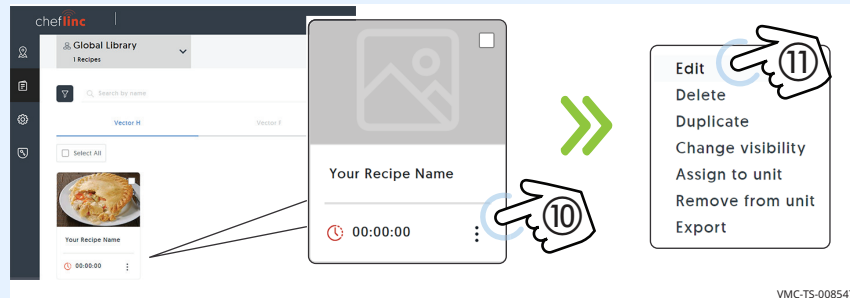 cheflinc
Global Library
1 Recipes
Search by name
Vector H
Vector F
Select All
Your Recipe Name
00:00:00
Your Recipe Name
00:00:00
10
11
Edit
Delete
Duplicate
Change visibility
Assign to unit
Remove from unit
Export
VMC-TS-008547